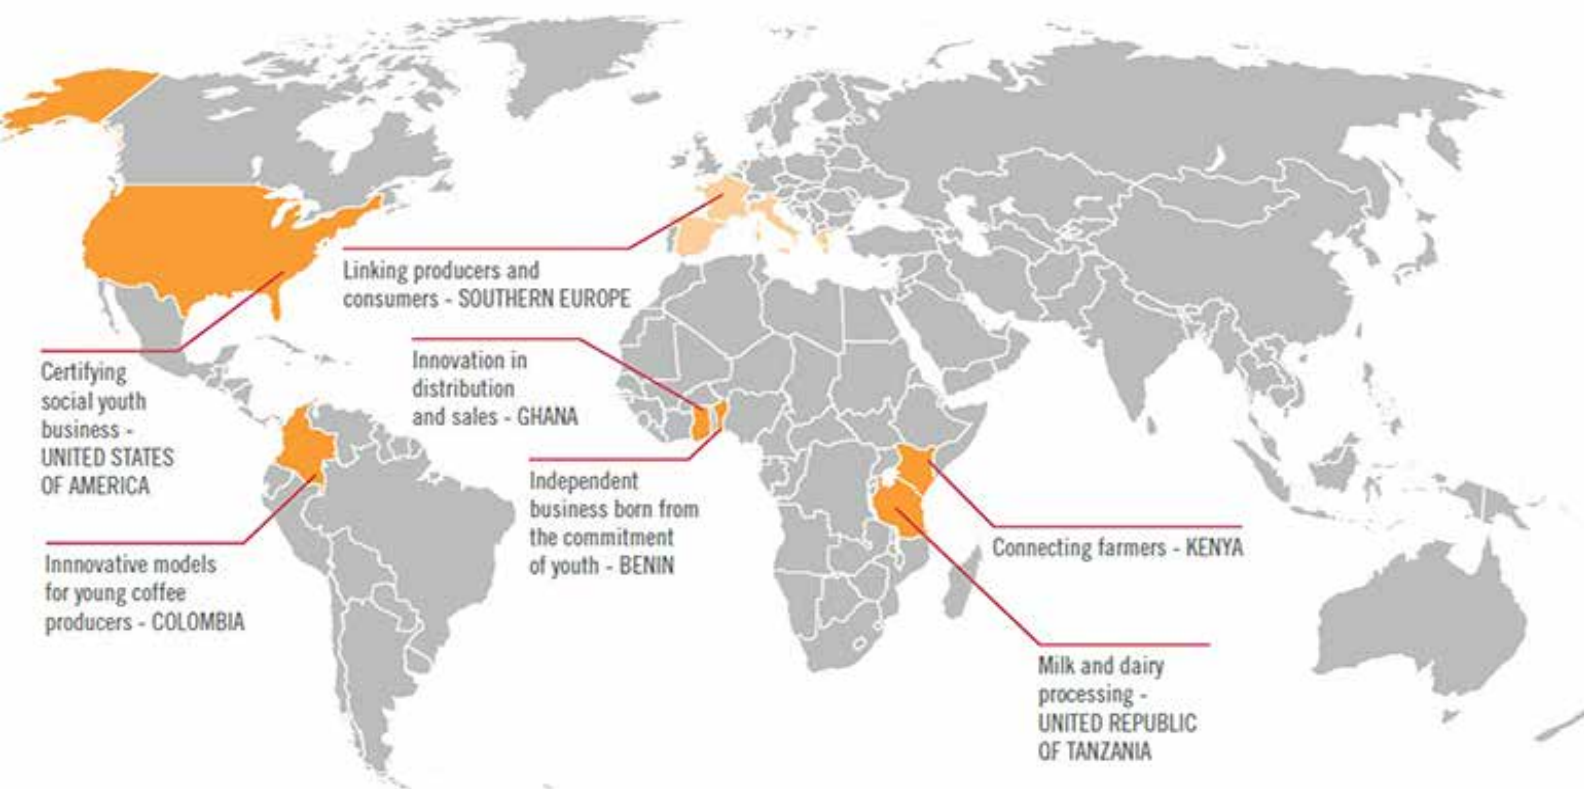 Linking producers and
consumers - SOUTHERN EUROPE
Certifying
social youth
business -
UNITED STATES
OF AMERICA
Innovation in
distribution
and sales - GHANA
Independent
business born from
the commitment
of youth - BENIN
Innnovative models
for young coffee
producers - COLOMBIA
Connecting farmers - KENYA
Milk and dairy
processing -
UNITED REPUBLIC
OF TANZANIA